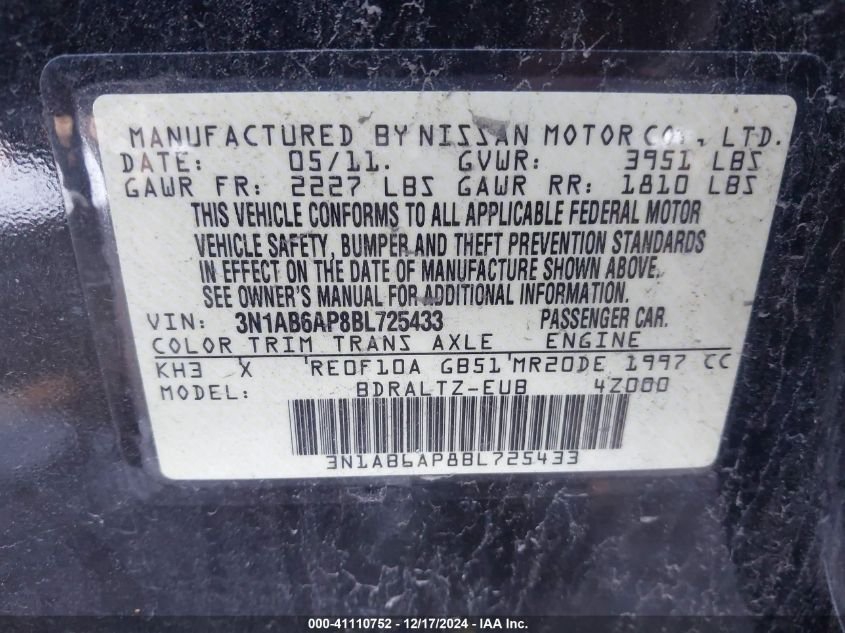 MANUFACTURED BY NISSAN MOTOR CO., LTD.
DATE: 05/11. GVWR: 3951 LBS
GAWR FR: 2227 LBS GAWR RR: 1810 LBS
THIS VEHICLE CONFORMS TO ALL APPLICABLE FEDERAL MOTOR
VEHICLE SAFETY, BUMPER AND THEFT PREVENTION STANDARDS
IN EFFECT ON THE DATE OF MANUFACTURE SHOWN ABOVE.
SEE OWNER'S MANUAL FOR ADDITIONAL INFORMATION.
VIN: 3N1AB6AP8BL725433 PASSENGER CAR.
COLOR TRIM TRANS AXLE ENGINE
KH3 X RE0F10A GB51 MR20DE 1997 CC
MODEL: BDRALTZ-EUB 4Z000
3N1AB6AP8BL725433
000-41110752 - 12/17/2024 - IAA Inc.